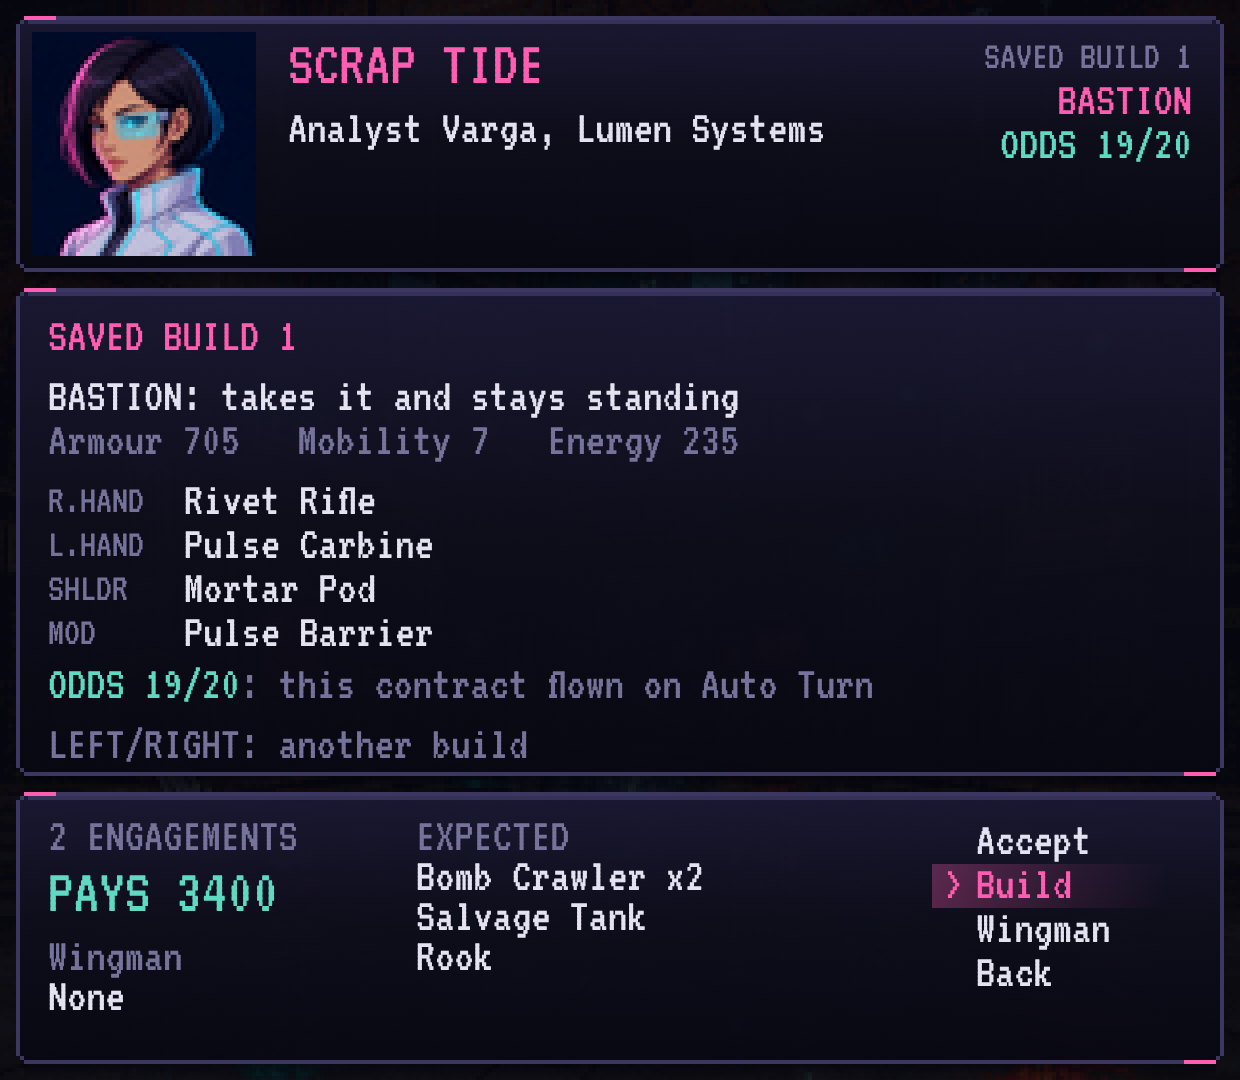 SCRAP TIDE
Analyst Varga, Lumen Systems
SAVED BUILD 1
BASTION
ODDS 19/20
SAVED BUILD 1
BASTION: takes it and stays standing
Armour 705 Mobility 7 Energy 235
R.HAND Rivet Rifle
L.HAND Pulse Carbine
SHLDR Mortar Pod
MOD Pulse Barrier
ODDS 19/20: this contract flown on Auto Turn
LEFT/RIGHT: another build
2 ENGAGEMENTS
PAYS 3400
Wingman
None
EXPECTED
Bomb Crawler x2
Salvage Tank
Rook
Accept
> Build
Wingman
Back